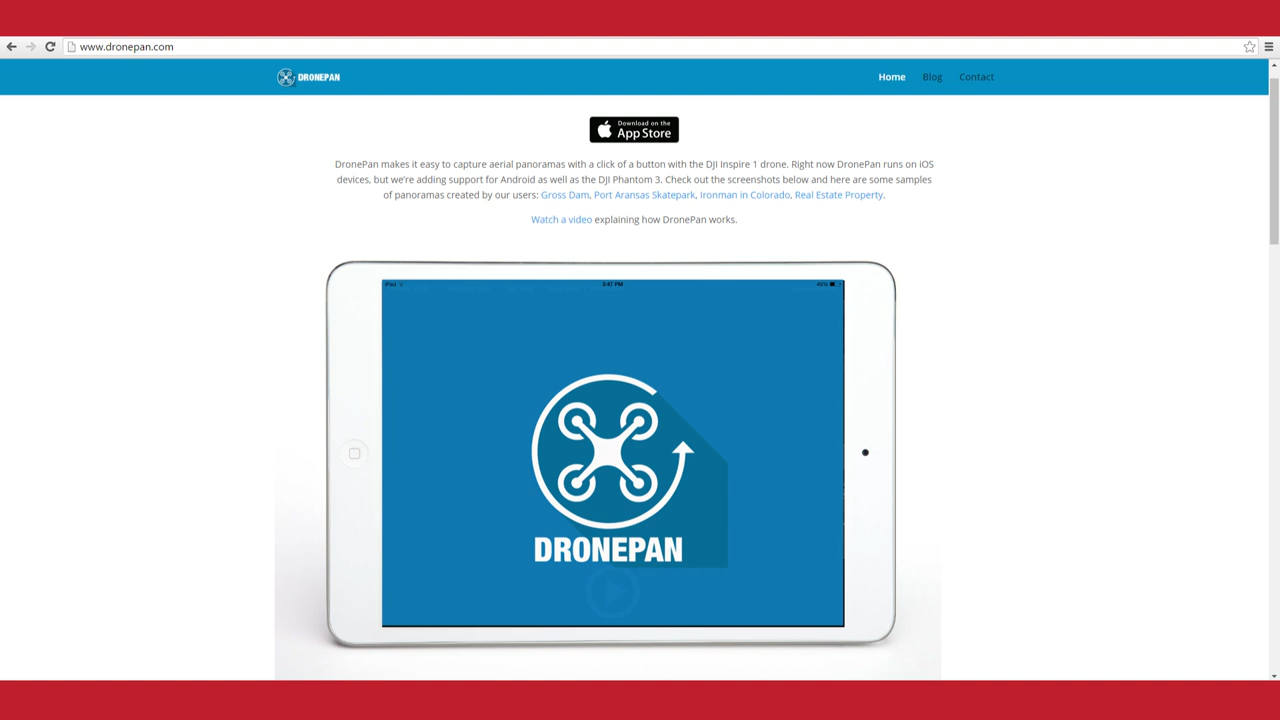 www.dronepan.com
DRONEPAN
Home Blog Contact
Download on the
App Store
DronePan makes it easy to capture aerial panoramas with a click of a button with the DJI Inspire 1 drone. Right now DronePan runs on iOS
devices, but we're adding support for Android as well as the DJI Phantom 3. Check out the screenshots below and here are some samples
of panoramas created by our users: Gross Dam, Port Aransas Skatepark, Ironman in Colorado, Real Estate Property.
Watch a video explaining how DronePan works.
iPad 3:47 PM
DRONEPAN